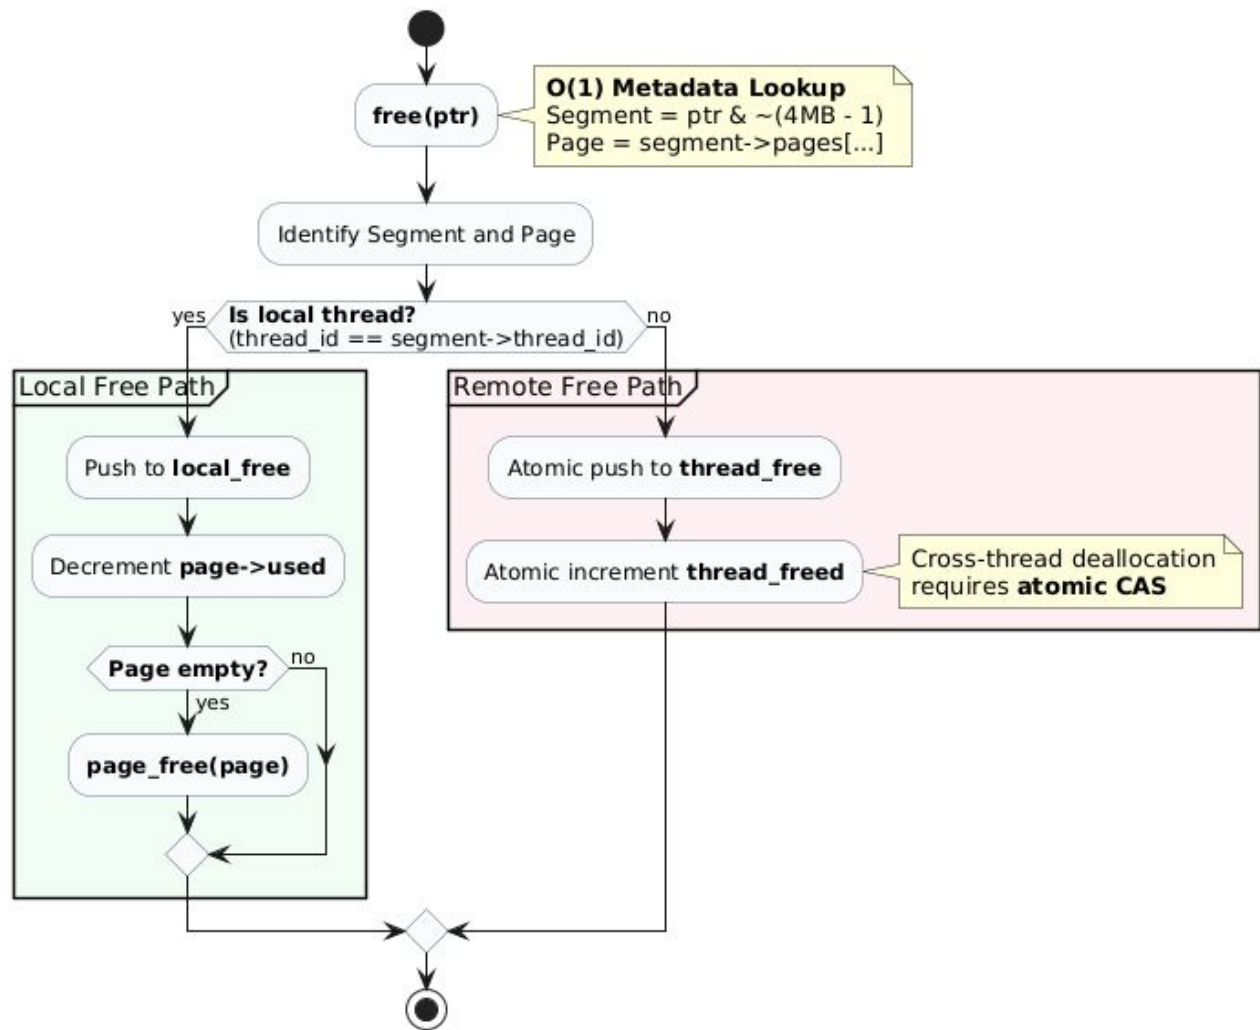 free(ptr)
O(1) Metadata Lookup
Segment = ptr & ~(4MB - 1)
Page = segment->pages[...]
Identify Segment and Page
yes
Is local thread?
(thread_id == segment->thread_id)
no
Local Free Path
Push to local_free
Decrement page->used
Page empty?
no
yes
page_free(page)
Remote Free Path
Atomic push to thread_free
Atomic increment thread_freed
Cross-thread deallocation
requires atomic CAS